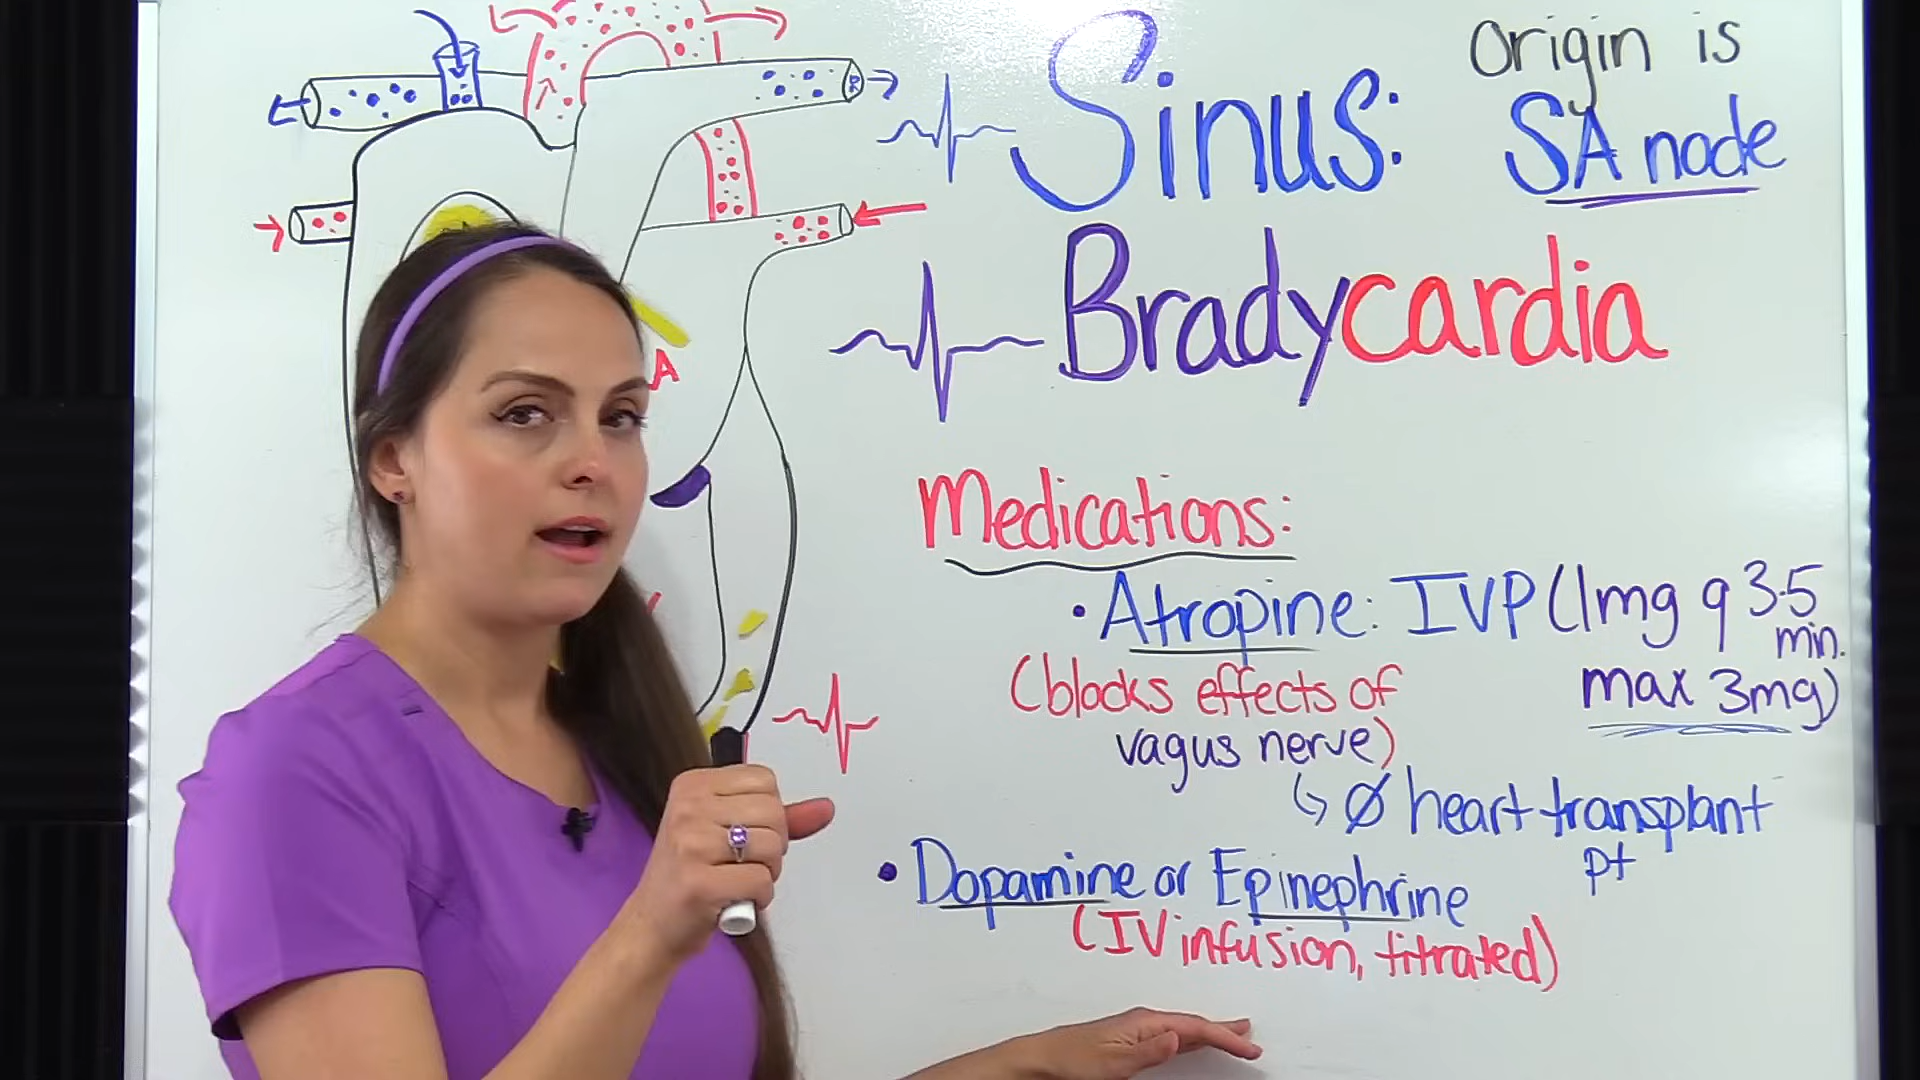 Sinus: Origin is
SA node
Bradycardia
A
Medications:
• Atropine: IVP (1mg q 3-5
min.
(blocks effects of max 3mg)
vagus nerve)
↳ Ø heart transplant
pt
• Dopamine or Epinephrine
(IV infusion, titrated)